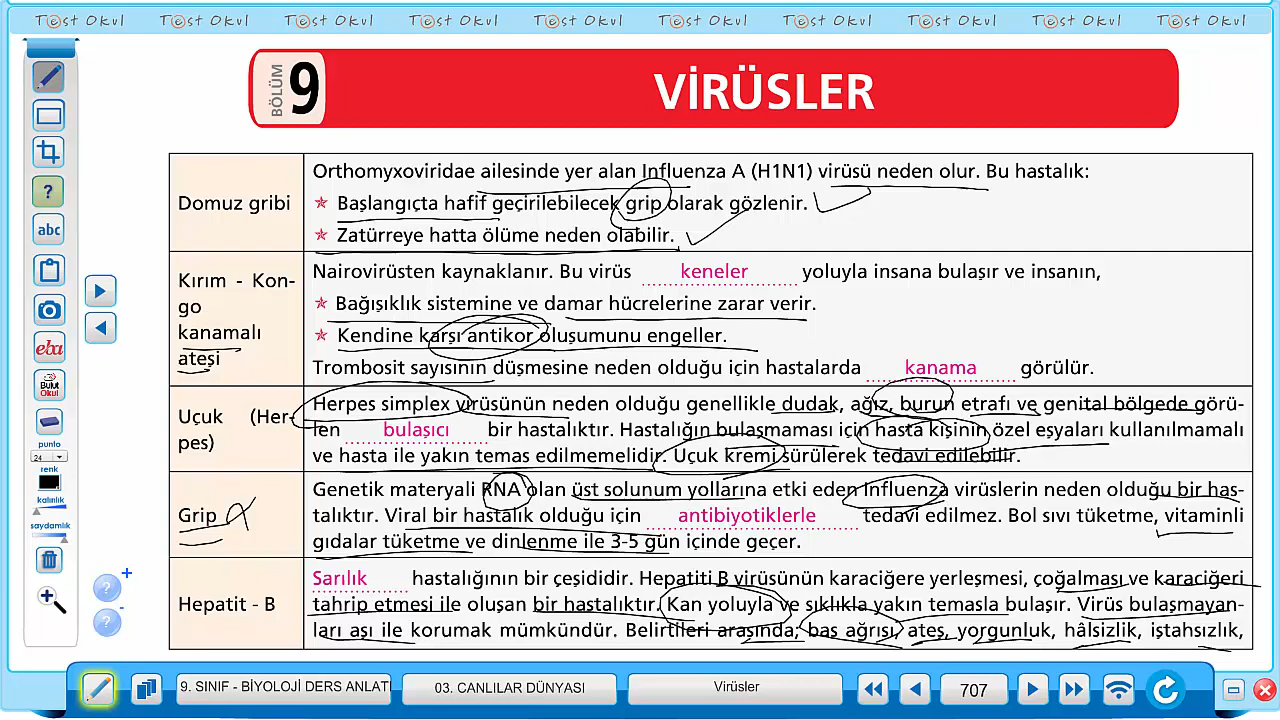 Test Okul Test Okul Test Okul Test Okul Test Okul Test Okul Test Okul Test Okul Test Okul Test Okul
BÖLÜM 9 VİRÜSLER
Domuz gribi
Orthomyxoviridae ailesinde yer alan Influenza A (H1N1) virüsü neden olur. Bu hastalık:
Başlangıçta hafif geçirilebilecek grip olarak gözlenir.
Zatürreye hatta ölüme neden olabilir.
Kırım - Kon-
go
kanamalı
ateşi
Nairovirüsten kaynaklanır. Bu virüs keneler yoluyla insana bulaşır ve insanın,
Bağışıklık sistemine ve damar hücrelerine zarar verir.
Kendine karşı antikor oluşumunu engeller.
Trombosit sayısının düşmesine neden olduğu için hastalarda kanama görülür.
Uçuk (Her-
pes)
Herpes simplex virüsünün neden olduğu genellikle dudak, ağız, burun etrafı ve genital bölgede görü-
len bulaşıcı bir hastalıktır. Hastalığın bulaşmaması için hasta kişinin özel eşyaları kullanılmamalı
ve hasta ile yakın temas edilmemelidir. Uçuk kremi sürülerek tedavi edilebilir.
Grip
Genetik materyali RNA olan üst solunum yollarına etki eden Influenza virüslerin neden olduğu bir has-
talıktır. Viral bir hastalık olduğu için antibiyotiklerle tedavi edilmez. Bol sıvı tüketme, vitaminli
gıdalar tüketme ve dinlenme ile 3-5 gün içinde geçer.
Hepatit - B
Sarılık hastalığının bir çeşididir. Hepatiti B virüsünün karaciğere yerleşmesi, çoğalması ve karaciğeri
tahrip etmesi ile oluşan bir hastalıktır. Kan yoluyla ve sıklıkla yakın temasla bulaşır. Virüs bulaşmayan-
ları aşı ile korumak mümkündür. Belirtileri arasında; baş ağrısı, ateş, yorgunluk, hâlsizlik, iştahsızlık,
?
abc
eba
Bulut
Okul
punto
24
renk
kalınlık
saydamlık
? +
? -
9. SINIF - BİYOLOJİ DERS ANLATI
03. CANLILAR DÜNYASI
Virüsler
707